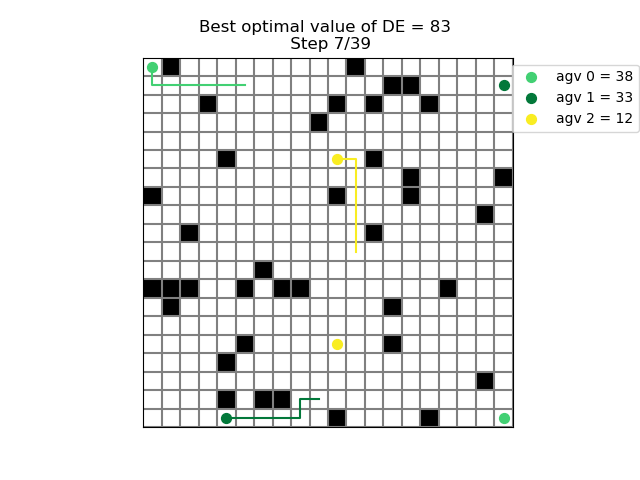 Best optimal value of DE = 83
Step 7/39
agv 0 = 38
agv 1 = 33
agv 2 = 12